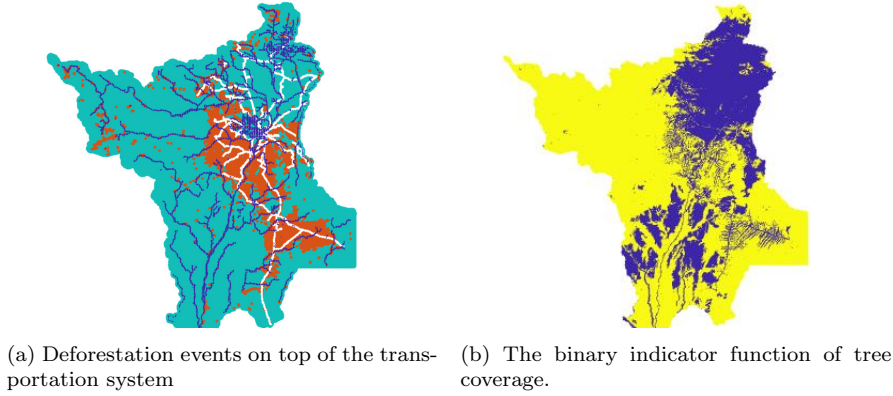 (a) Deforestation events on top of the trans-
portation system
(b) The binary indicator function of tree
coverage.